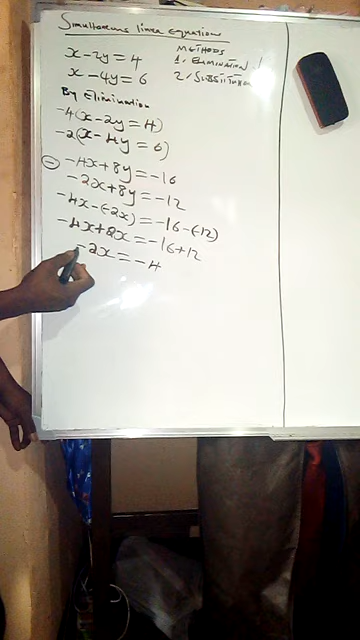 Simultaneous linear equation
x-2y=4
x-4y=6
METHODS
1. ELIMINATION
2. SUBSTITUTION
By Elimination
-4(x-2y=4)
-2(x-4y=6)
-4x+8y=-16
-2x+8y=-12
-4x-(-2x)=-16-(-12)
-4x+2x=-16+12
-2x=-4